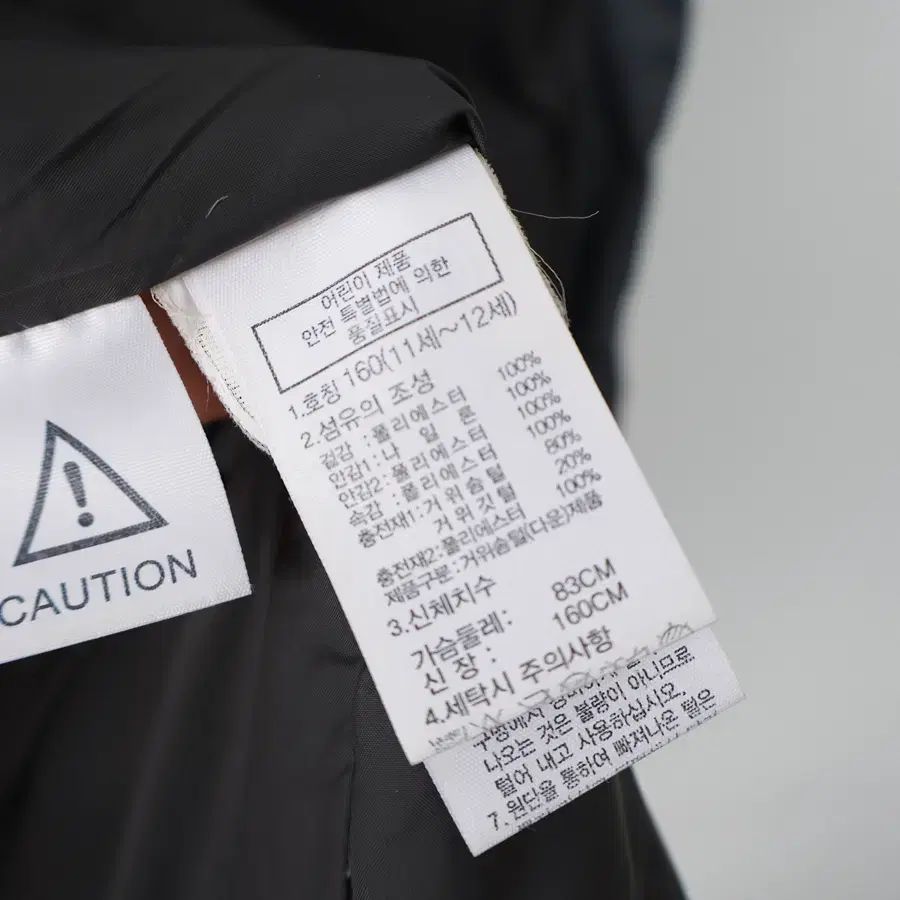 어린이 제품
안전 특별법에 의한
품질표시
1.호칭 160(11세~12세)
2.섬유의 조성
겉감 :폴리에스터 100%
안감1:나 일 론 100%
안감2:폴리에스터 100%
속감 :폴리에스터 100%
충전재1:거위솜털 80%
거위깃털 20%
충전재2:폴리에스터 100%
제품구분:거위솜털(다운)제품
3.신체치수
가슴둘레: 83CM
신 장 : 160CM
4.세탁시 주의사항
나오는 것은 불량이 아니므로
털어 내고 사용하십시오.
7. 원단을 통하여 빠져나온 털은
CAUTION